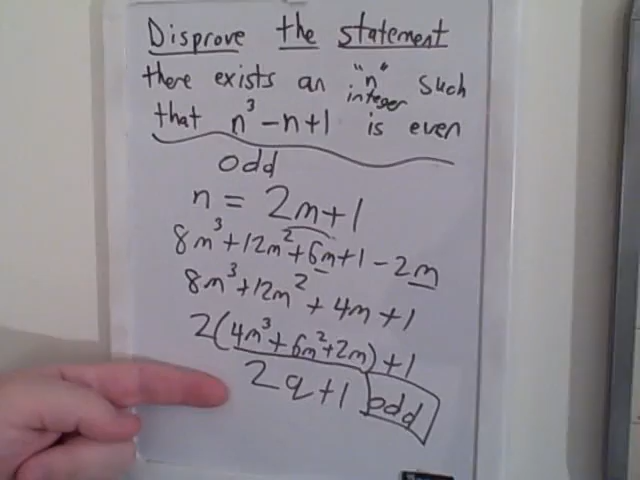 Disprove the statement
there exists an integer "n" such
that n³ - n + 1 is even
odd
n = 2m + 1
8m³ + 12m² + 6m + 1 - 2m
8m³ + 12m² + 4m + 1
2(4m³ + 6m² + 2m) + 1
2q + 1 odd